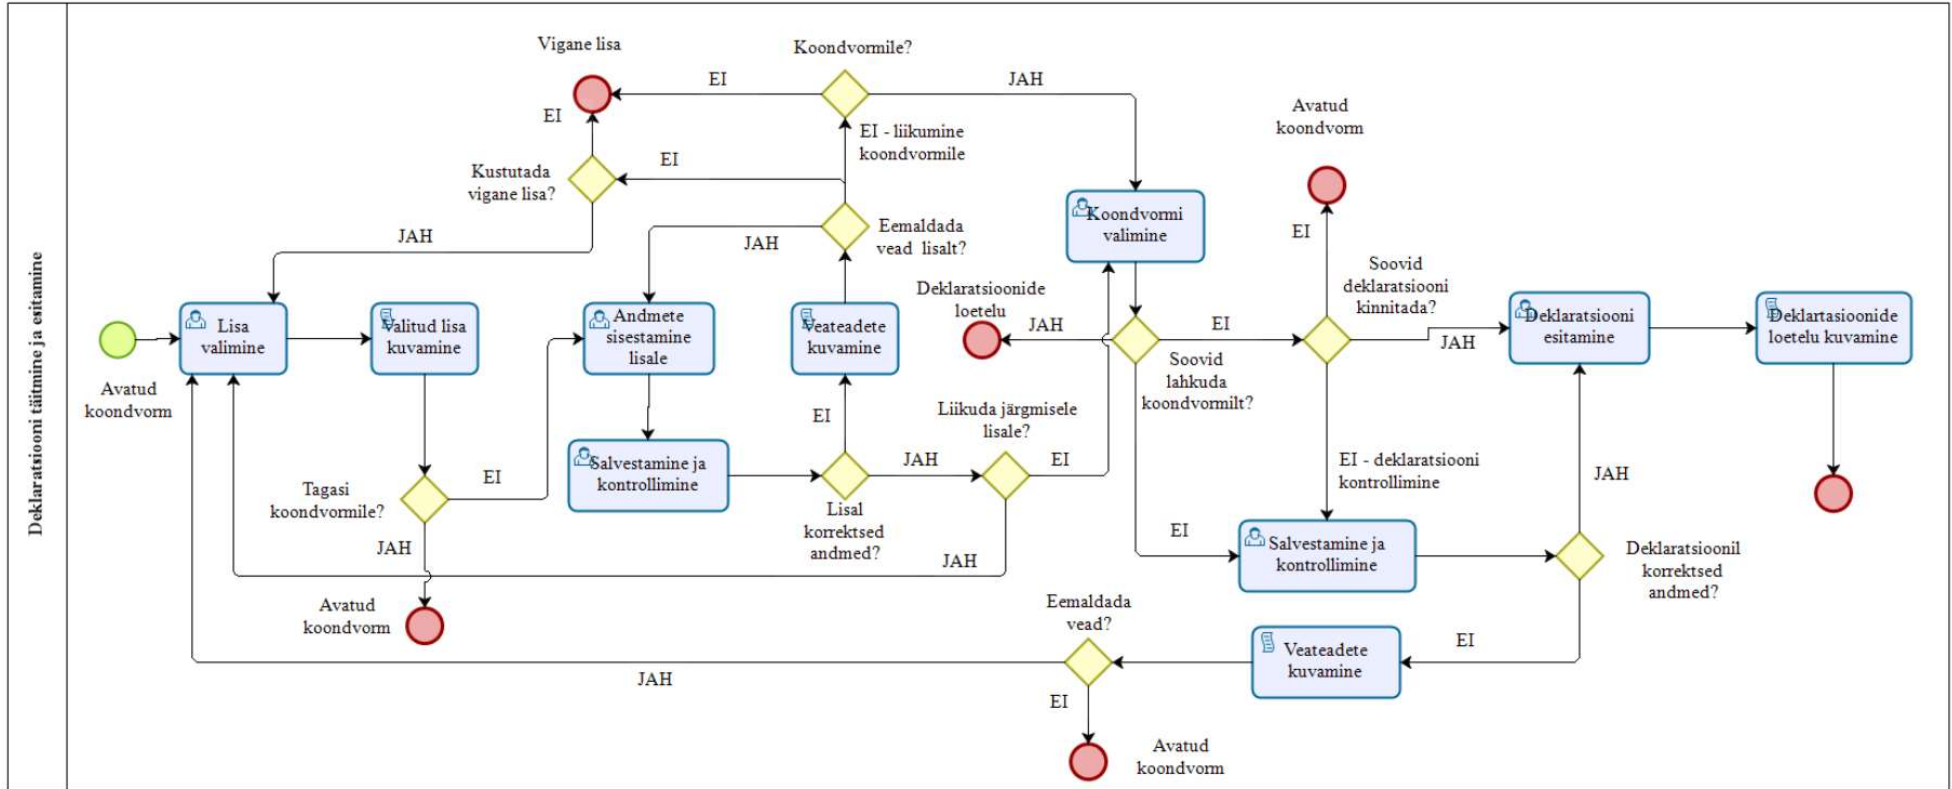 Deklaratsiooni täitmine ja esitamine
Vigane lisa
Koondvormile?
EI
JAH
EI
Avatud
koondvorm
EI - liikumine
koondvormile
Kustutada
vigane lisa?
EI
JAH
Eemaldada
vead lisalt?
JAH
Koondvormi
valimine
EI
Soovid
deklaratsiooni
kinnitada?
Deklaratsioonide
loetelu
JAH
EI
JAH
Avatud
koondvorm
Lisa
valimine
Valitud lisa
kuvamine
Andmete
sisestamine
lisale
Veateadete
kuvamine
Soovid
lahkuda
koondvormilt?
Deklaratsiooni
esitamine
Deklartasioonide
loetelu kuvamine
EI
Liikuda järgmisele
lisale?
Tagasi
koondvormile?
EI
Salvestamine ja
kontrollimine
JAH
EI
Lisal
korrektsed
andmed?
EI - deklaratsiooni
kontrollimine
JAH
JAH
JAH
EI
Salvestamine ja
kontrollimine
Deklaratsioonil
korrektsed
andmed?
Avatud
koondvorm
Eemaldada
vead?
Veateadete
kuvamine
EI
JAH
EI
Avatud
koondvorm